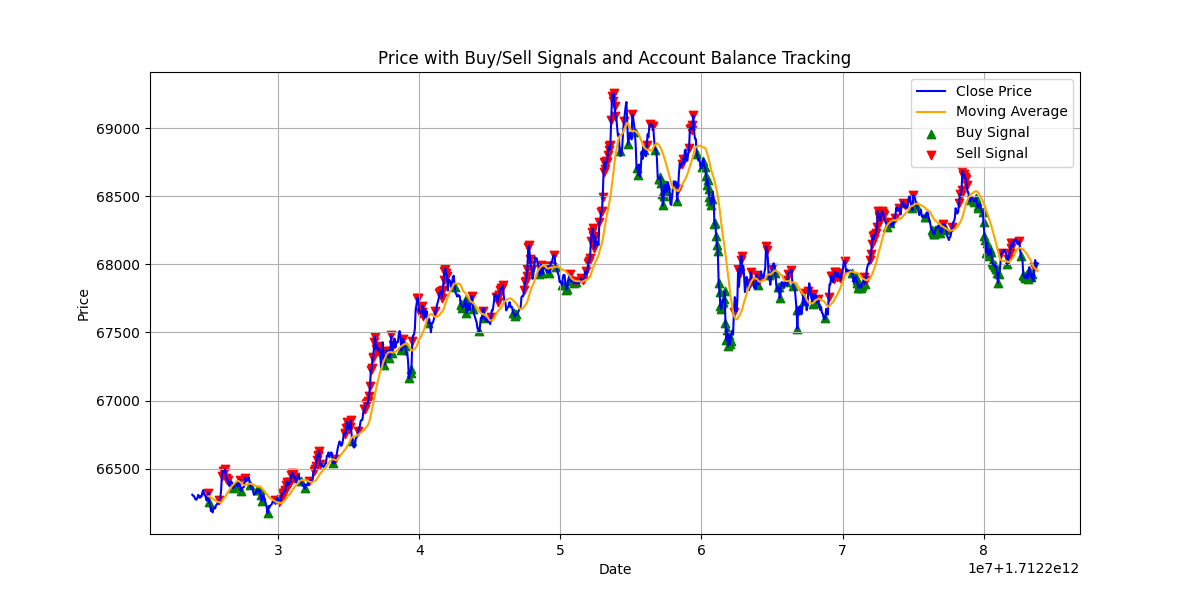 Price with Buy/Sell Signals and Account Balance Tracking
Close Price
Moving Average
Buy Signal
Sell Signal
69000
68500
68000
67500
67000
66500
Price
3 4 5 6 7 8
1e7+1.7122e12
Date